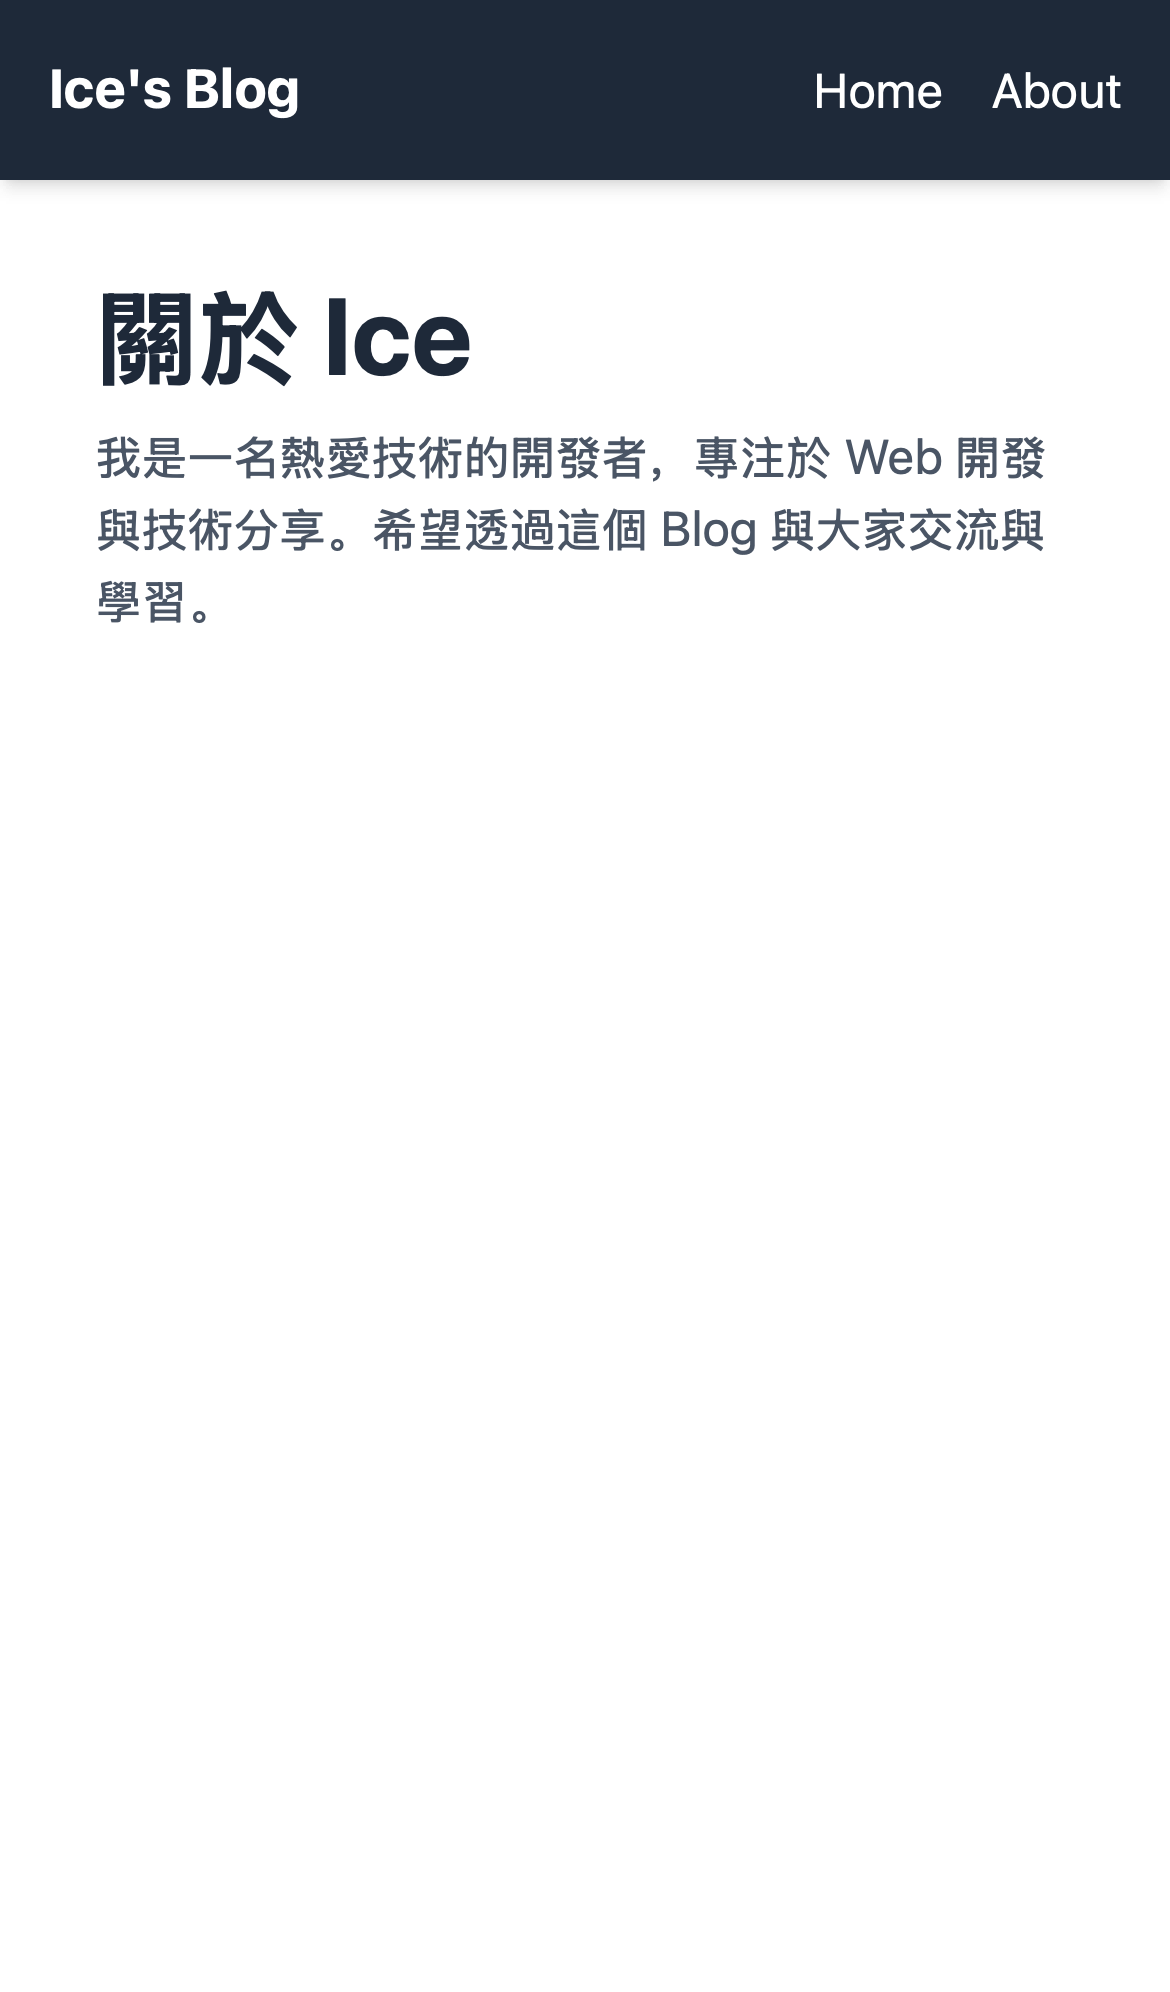 Ice's Blog
Home About
關於 Ice
我是一名熱愛技術的開發者，專注於 Web 開發
與技術分享。希望透過這個 Blog 與大家交流與
學習。